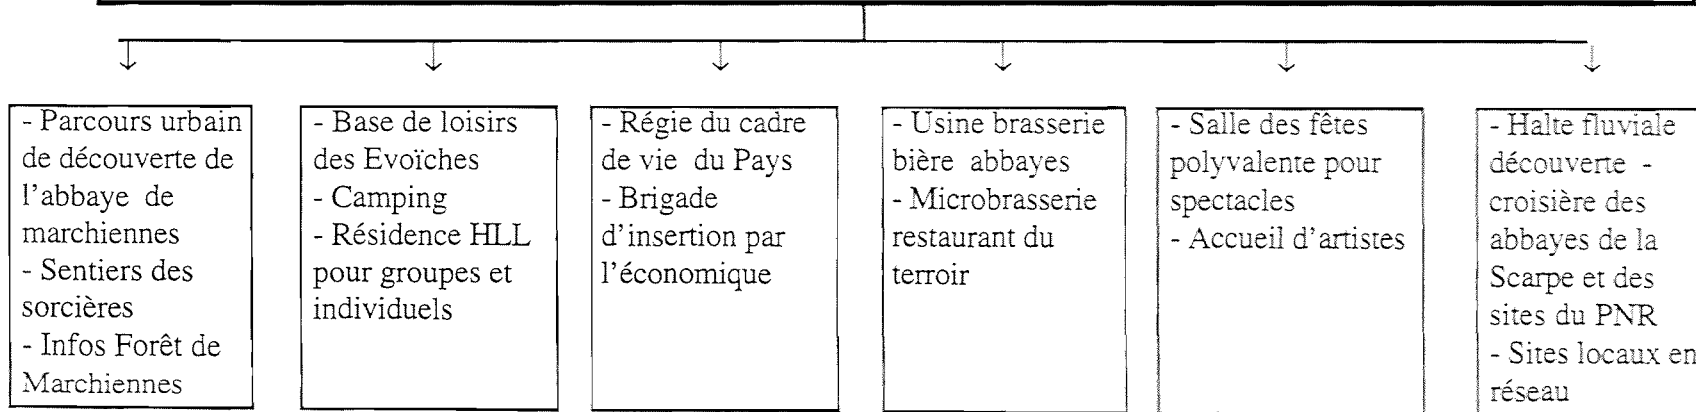 - Parcours urbain
de découverte de
l'abbaye de
marchiennes
- Sentiers des
sorcières
- Infos Forêt de
Marchiennes
- Base de loisirs
des Evoïches
- Camping
- Résidence HLL
pour groupes et
individuels
- Régie du cadre
de vie du Pays
- Brigade
d'insertion par
l'économique
- Usine brasserie
bière abbayes
- Microbrasserie
restaurant du
terroir
- Salle des fêtes
polyvalente pour
spectacles
- Accueil d'artistes
- Halte fluviale
découverte -
croisière des
abbayes de la
Scarpe et des
sites du PNR
- Sites locaux en
réseau